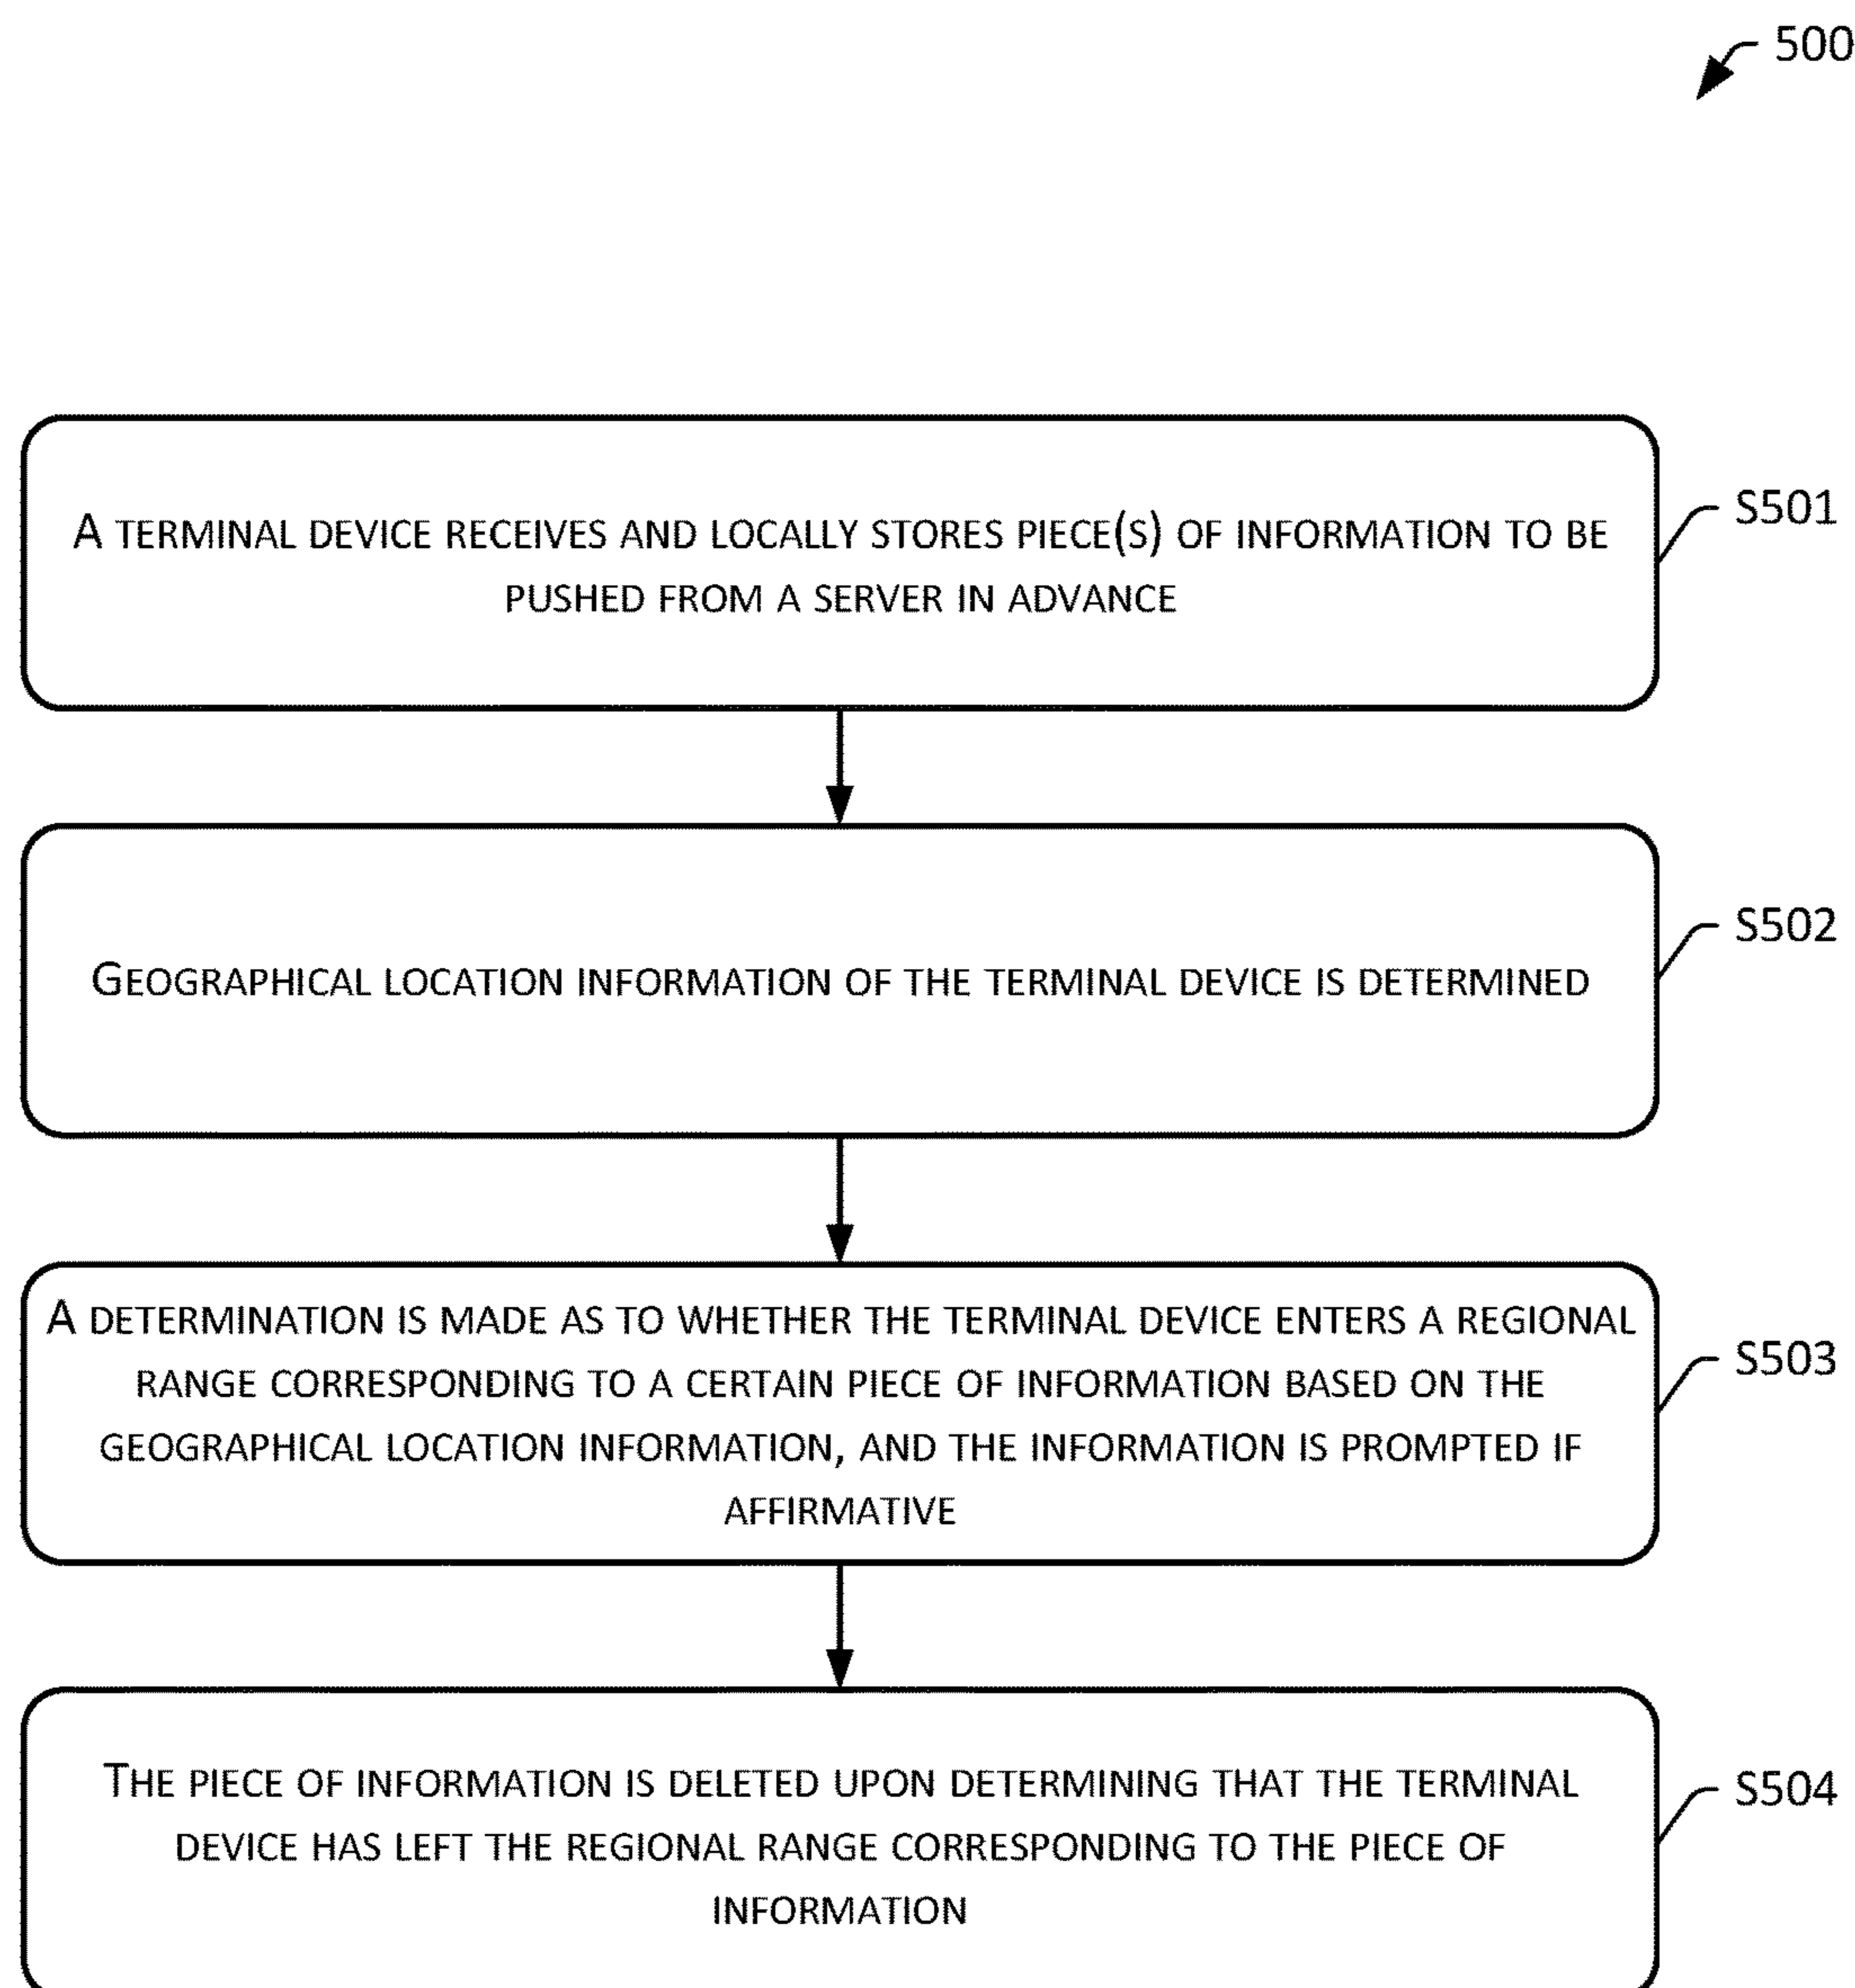 500
A TERMINAL DEVICE RECEIVES AND LOCALLY STORES PIECE(S) OF INFORMATION TO BE
PUSHED FROM A SERVER IN ADVANCE
S501
GEOGRAPHICAL LOCATION INFORMATION OF THE TERMINAL DEVICE IS DETERMINED
S502
A DETERMINATION IS MADE AS TO WHETHER THE TERMINAL DEVICE ENTERS A REGIONAL
RANGE CORRESPONDING TO A CERTAIN PIECE OF INFORMATION BASED ON THE
GEOGRAPHICAL LOCATION INFORMATION, AND THE INFORMATION IS PROMPTED IF
AFFIRMATIVE
S503
THE PIECE OF INFORMATION IS DELETED UPON DETERMINING THAT THE TERMINAL
DEVICE HAS LEFT THE REGIONAL RANGE CORRESPONDING TO THE PIECE OF
INFORMATION
S504